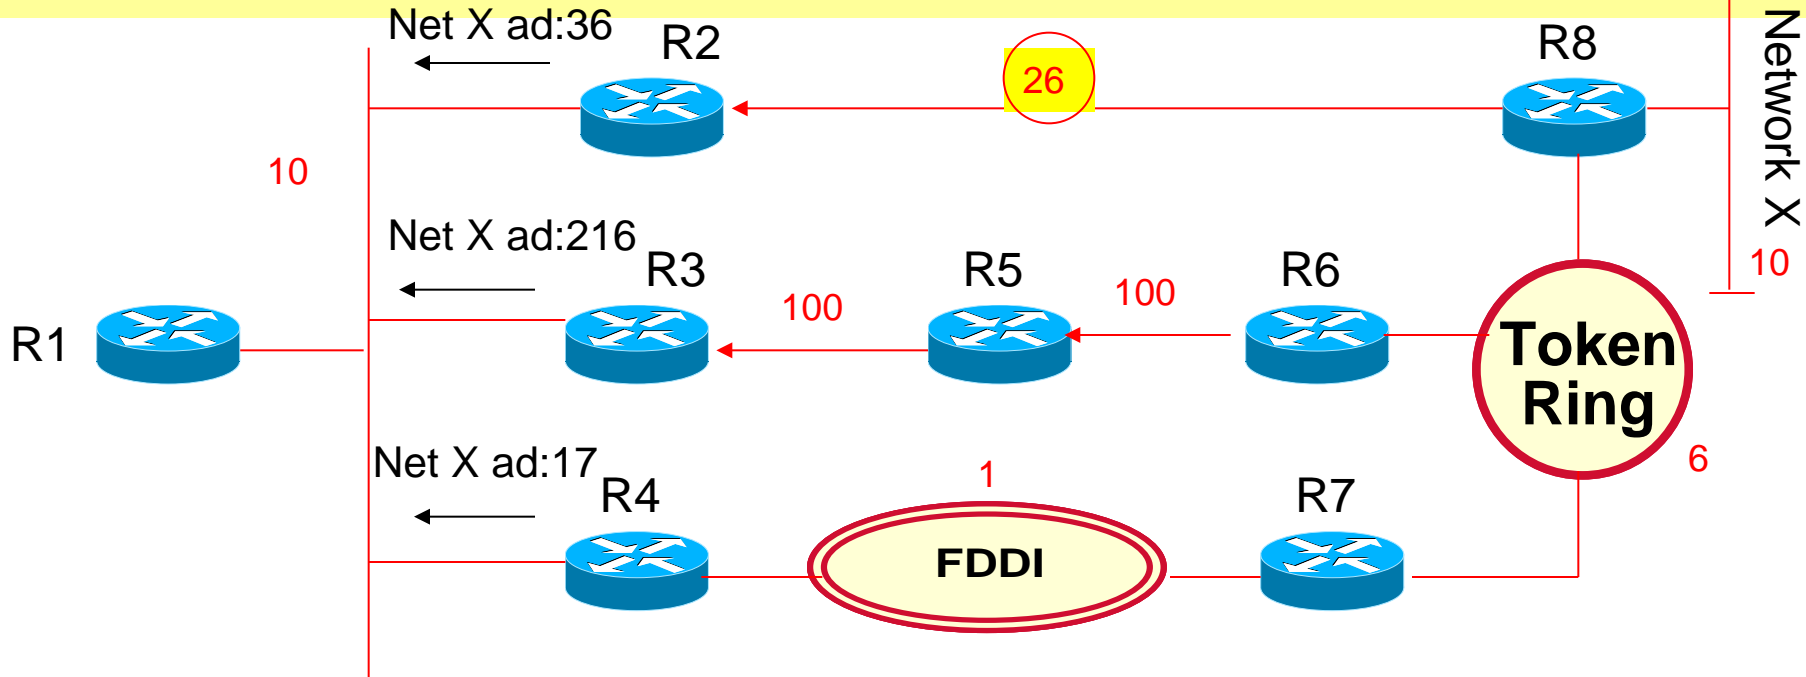 Net X ad:36
R2
26
R8
Network X
10
Net X ad:216
R3
100
R5
100
R6
10
R1
Token
Ring
6
Net X ad:17
R4
1
FDDI
R7